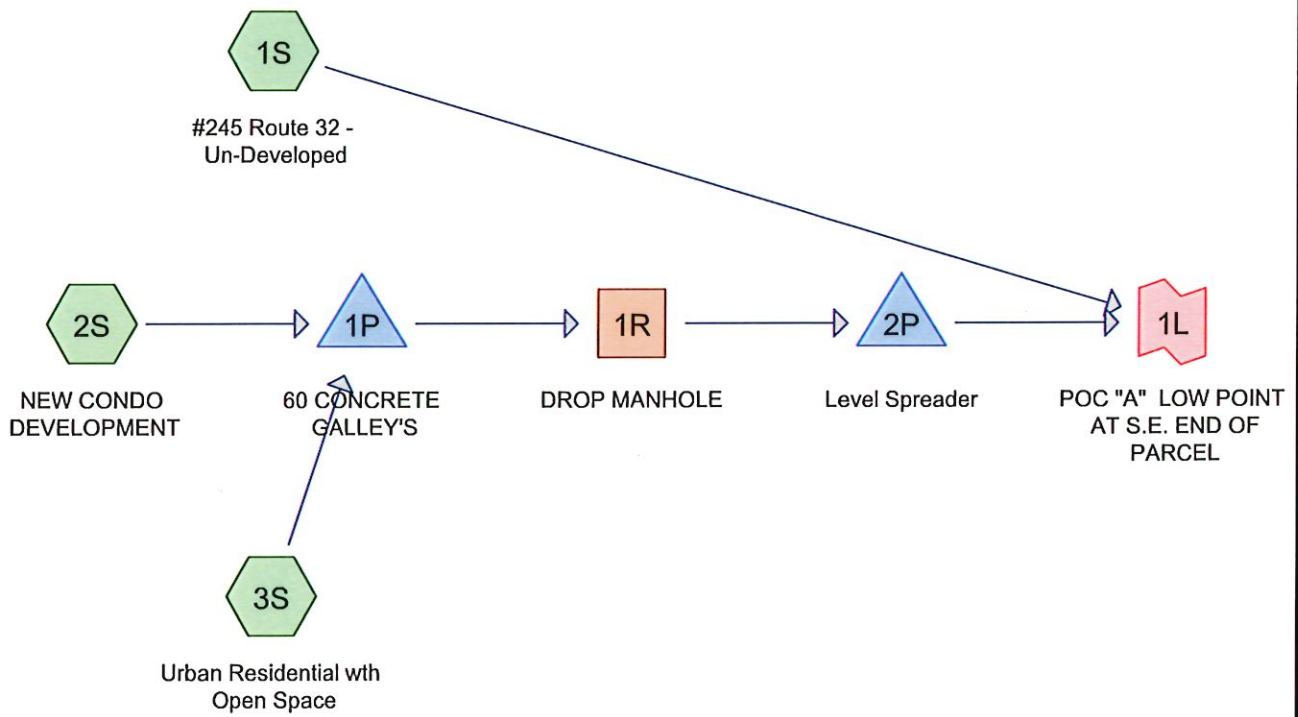 1S
#245 Route 32 -
Un-Developed
2S
NEW CONDO
DEVELOPMENT
1P
60 CONCRETE
GALLEY'S
1R
DROP MANHOLE
2P
Level Spreader
1L
POC "A" LOW POINT
AT S.E. END OF
PARCEL
3S
Urban Residential wth
Open Space